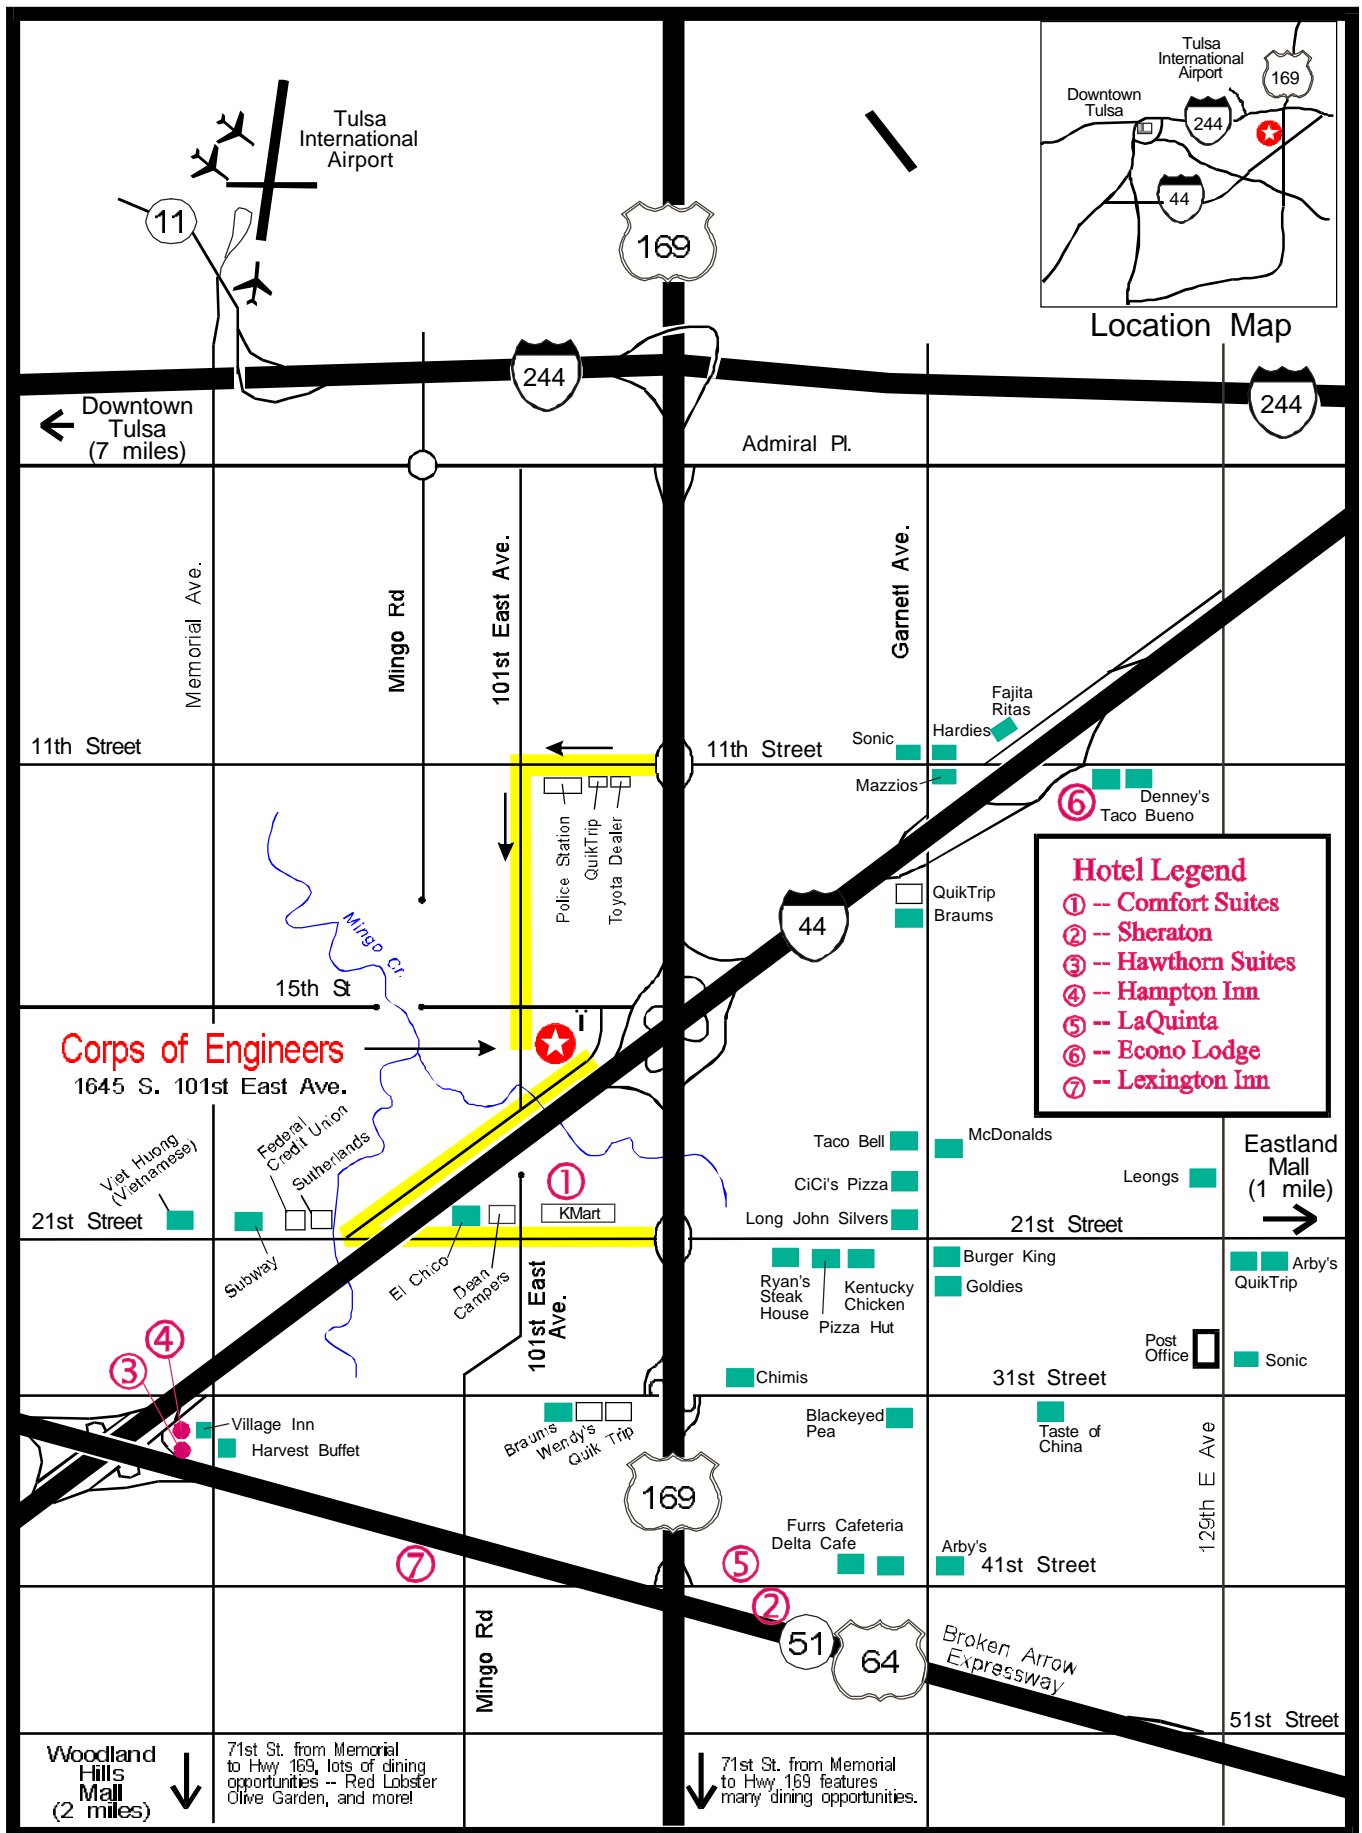 Tulsa
International
Airport
11
169
244
244
Downtown
Tulsa
(7 miles)
Admiral Pl.
Tulsa
International
Airport
169
Downtown
Tulsa
244
44
Location Map
Memorial Ave.
Mingo Rd
101st East Ave.
Garnett Ave.
11th Street
11th Street
Sonic
Hardies
Fajita
Ritas
Mazzios
Denney's
Taco Bueno
6
Police Station
QuikTrip
Toyota Dealer
Mingo Cr.
44
QuikTrip
Braums
Hotel Legend
1 -- Comfort Suites
2 -- Sheraton
3 -- Hawthorn Suites
4 -- Hampton Inn
5 -- LaQuinta
6 -- Econo Lodge
7 -- Lexington Inn
15th St
ï
Corps of Engineers
1645 S. 101st East Ave.
Viet Huong
(Vietnamese)
Federal
Credit Union
Sutherlands
21st Street
Subway
El Chico
Dean
Campers
1
KMart
101st East
Ave.
Taco Bell
McDonalds
CiCi's Pizza
Leongs
Long John Silvers
21st Street
Eastland
Mall
(1 mile)
Ryan's
Steak
House
Pizza Hut
Kentucky
Chicken
Burger King
Goldies
Arby's
QuikTrip
Post
Office
Sonic
Chimis
31st Street
4
3
Village Inn
Harvest Buffet
Braums
Wendy's
Quik Trip
Blackeyed
Pea
Taste of
China
169
129th E Ave
Furrs Cafeteria
Delta Cafe
Arby's
41st Street
7
5
2
51
64
Broken Arrow
Expressway
Mingo Rd
51st Street
Woodland
Hills
Mall
(2 miles)
71st St. from Memorial
to Hwy 169, lots of dining
opportunities -- Red Lobster
Olive Garden, and more!
71st St. from Memorial
to Hwy 169 features
many dining opportunities.